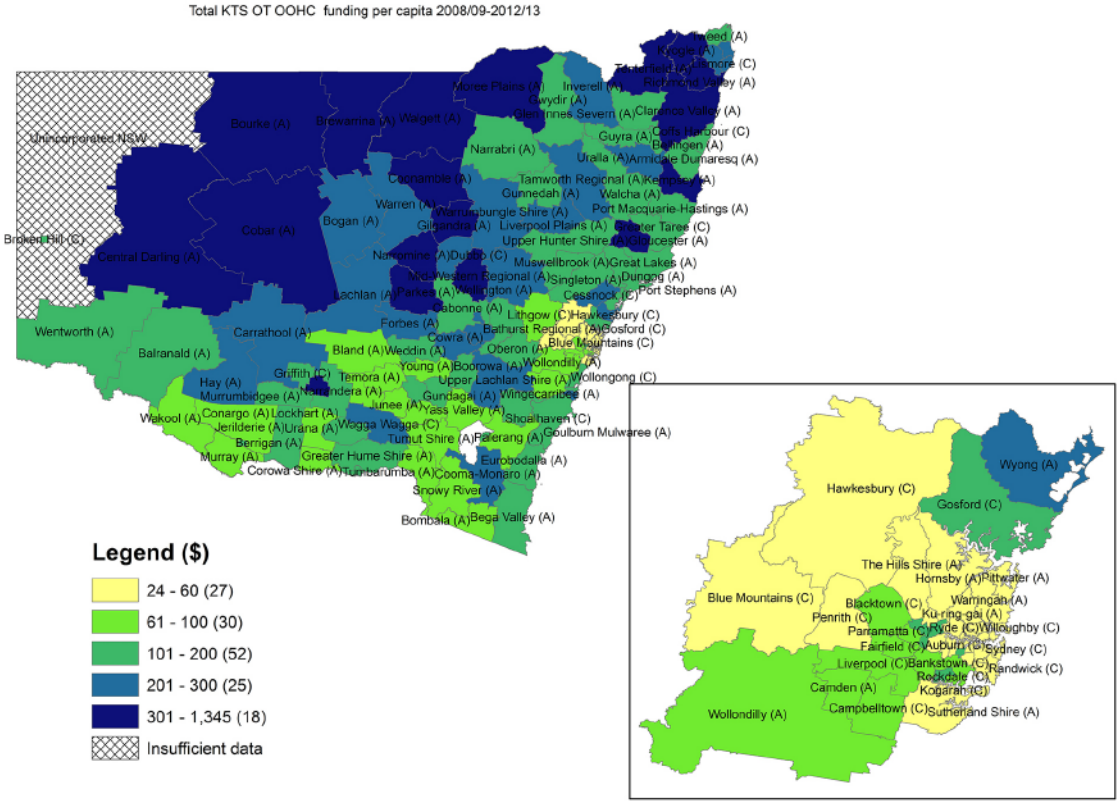 Total KTS OT OOHC funding per capita 2008/09-2012/13
Tweed (A)
Kyogle (A)
Lismore (C)
Tenterfield (A)
Richmond Valley (A)
Moree Plains (A)
Inverell (A)
Gwydir (A)
Glen Innes Severn (A)
Clarence Valley (A)
Bourke (A)
Brewarrina (A)
Walgett (A)
Coffs Harbour (C)
Guyra (A)
Bellingen (A)
Unincorporated NSW
Narrabri (A)
Uralla (A)
Armidale Dumaresq (A)
Coonamble (A)
Tamworth Regional (A)
Kempsey (A)
Gunnedah (A)
Walcha (A)
Warren (A)
Warrumbungle Shire (A)
Port Macquarie-Hastings (A)
Bogan (A)
Gilgandra (A)
Liverpool Plains (A)
Greater Taree (C)
Cobar (A)
Broken Hill (C)
Upper Hunter Shire (A)
Gloucester (A)
Central Darling (A)
Narromine (A)
Dubbo (C)
Muswellbrook (A)
Great Lakes (A)
Mid-Western Regional (A)
Singleton (A)
Dungog (A)
Lachlan (A)
Parkes (A)
Wellington (A)
Cessnock (C)
Port Stephens (A)
Cabonne (A)
Lithgow (C)
Hawkesbury (C)
Wentworth (A)
Carrathool (A)
Forbes (A)
Bathurst Regional (A)
Gosford (C)
Cowra (A)
Blue Mountains (C)
Balranald (A)
Bland (A)
Weddin (A)
Oberon (A)
Young (A)
Boorowa (A)
Wollondilly (A)
Griffith (C)
Temora (A)
Upper Lachlan Shire (A)
Wollongong (C)
Hay (A)
Murrumbidgee (A)
Narrandera (A)
Gundagai (A)
Wingecarribee (A)
Wakool (A)
Conargo (A)
Lockhart (A)
Junee (A)
Yass Valley (A)
Shoalhaven (C)
Jerilderie (A)
Urana (A)
Wagga Wagga (C)
Goulburn Mulwaree (A)
Berrigan (A)
Tumut Shire (A)
Palerang (A)
Murray (A)
Greater Hume Shire (A)
Eurobodalla (A)
Corowa Shire (A)
Tumbarumba (A)
Cooma-Monaro (A)
Snowy River (A)
Bombala (A)
Bega Valley (A)
Legend ($)
24 - 60 (27)
61 - 100 (30)
101 - 200 (52)
201 - 300 (25)
301 - 1,345 (18)
Insufficient data
Wyong (A)
Hawkesbury (C)
Gosford (C)
The Hills Shire (A)
Hornsby (A)
Pittwater (A)
Blue Mountains (C)
Blacktown (C)
Warringah (A)
Penrith (C)
Ku-ring-gai (A)
Parramatta (C)
Ryde (C)
Willoughby (C)
Fairfield (C)
Auburn (C)
Sydney (C)
Liverpool (C)
Bankstown (C)
Randwick (C)
Rockdale (C)
Camden (A)
Kogarah (C)
Wollondilly (A)
Campbelltown (C)
Sutherland Shire (A)